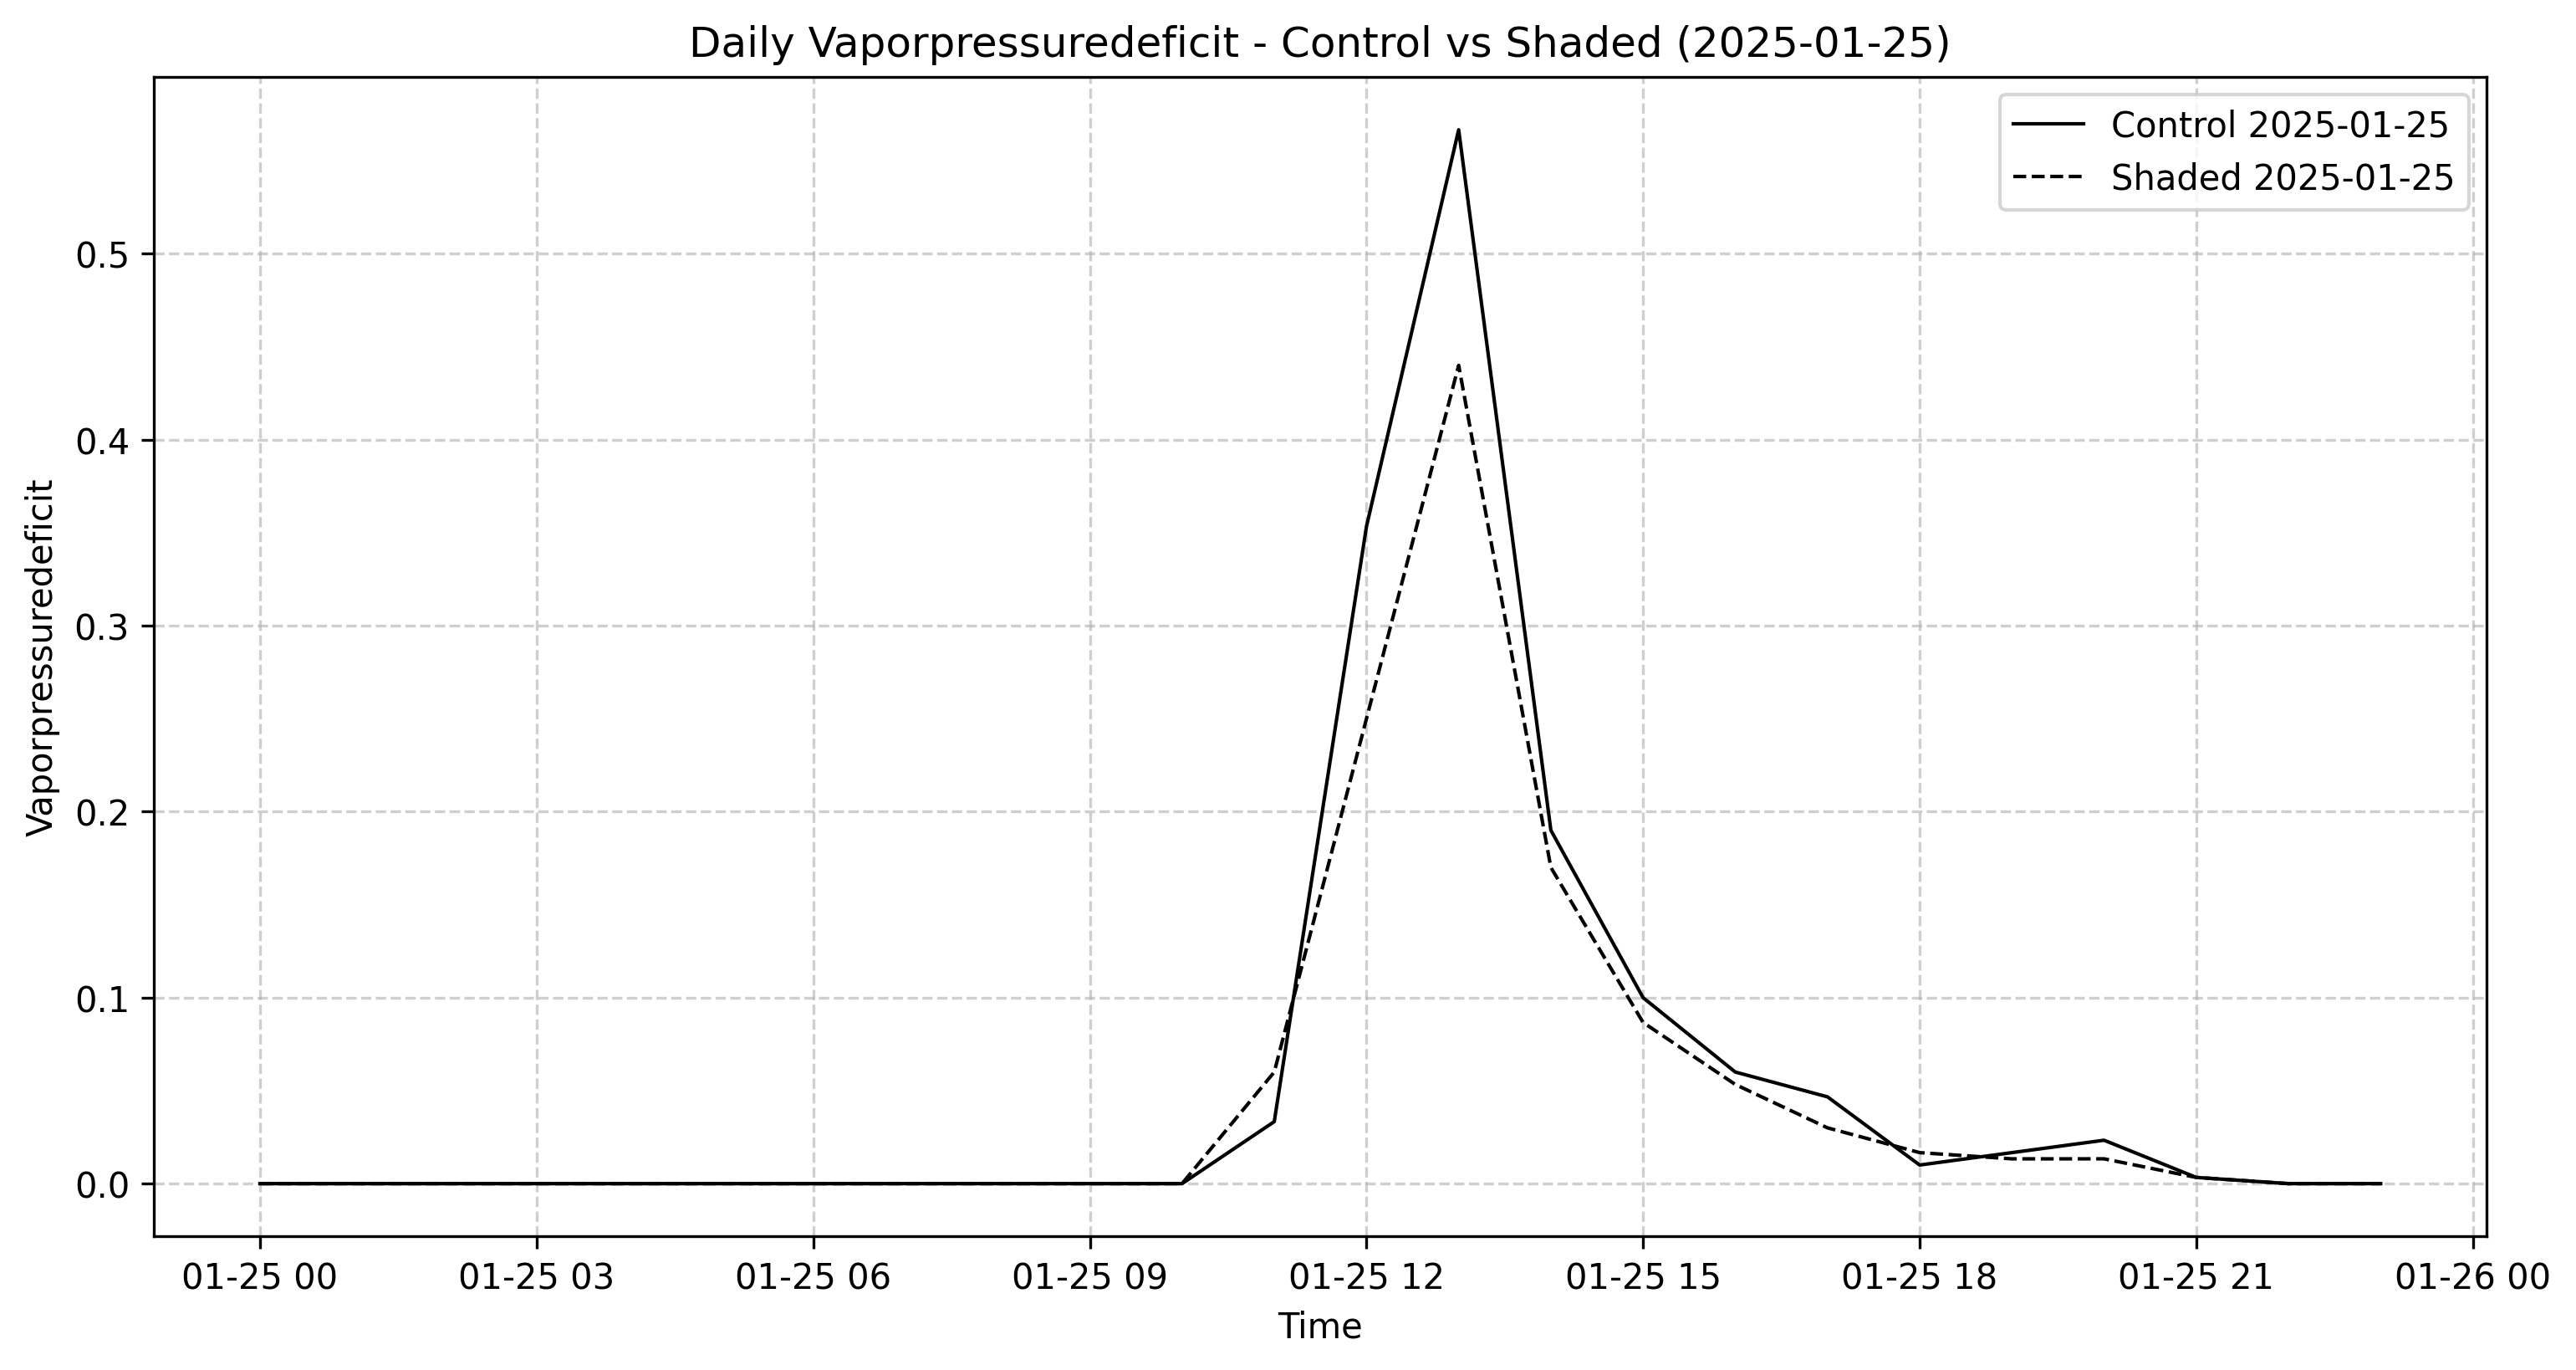 Daily Vaporpressuredeficit - Control vs Shaded (2025-01-25)
Control 2025-01-25
Shaded 2025-01-25
Vaporpressuredeficit
0.5
0.4
0.3
0.2
0.1
0.0
01-25 00 01-25 03 01-25 06 01-25 09 01-25 12 01-25 15 01-25 18 01-25 21 01-26 00
Time